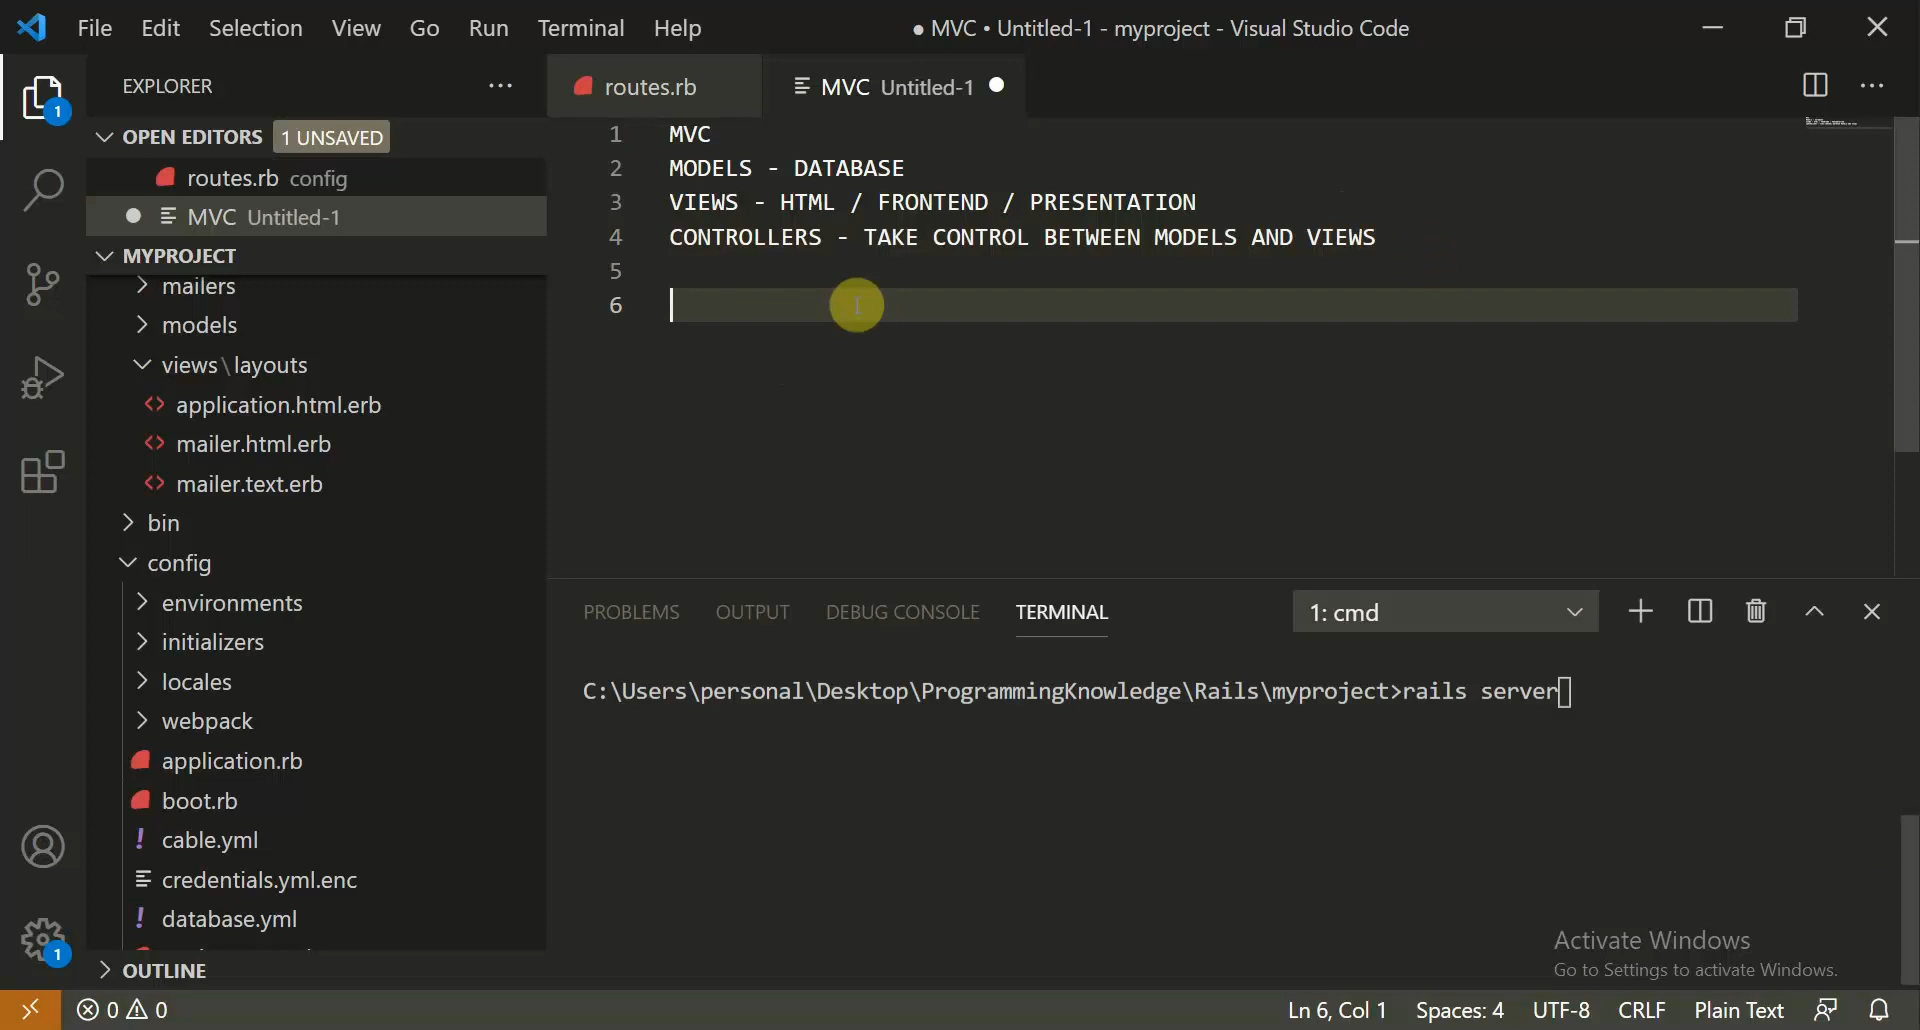 File Edit Selection View Go Run Terminal Help
● MVC • Untitled-1 - myproject - Visual Studio Code
EXPLORER
routes.rb
MVC Untitled-1
OPEN EDITORS 1 UNSAVED
routes.rb config
MVC Untitled-1
MYPROJECT
mailers
models
views\layouts
application.html.erb
mailer.html.erb
mailer.text.erb
bin
config
environments
initializers
locales
webpack
application.rb
boot.rb
cable.yml
credentials.yml.enc
database.yml
OUTLINE
1
1
1 MVC
2 MODELS - DATABASE
3 VIEWS - HTML / FRONTEND / PRESENTATION
4 CONTROLLERS - TAKE CONTROL BETWEEN MODELS AND VIEWS
5
6
PROBLEMS OUTPUT DEBUG CONSOLE TERMINAL
1: cmd
C:\Users\personal\Desktop\ProgrammingKnowledge\Rails\myproject>rails server
Activate Windows
Go to Settings to activate Windows.
0 0
Ln 6, Col 1 Spaces: 4 UTF-8 CRLF Plain Text